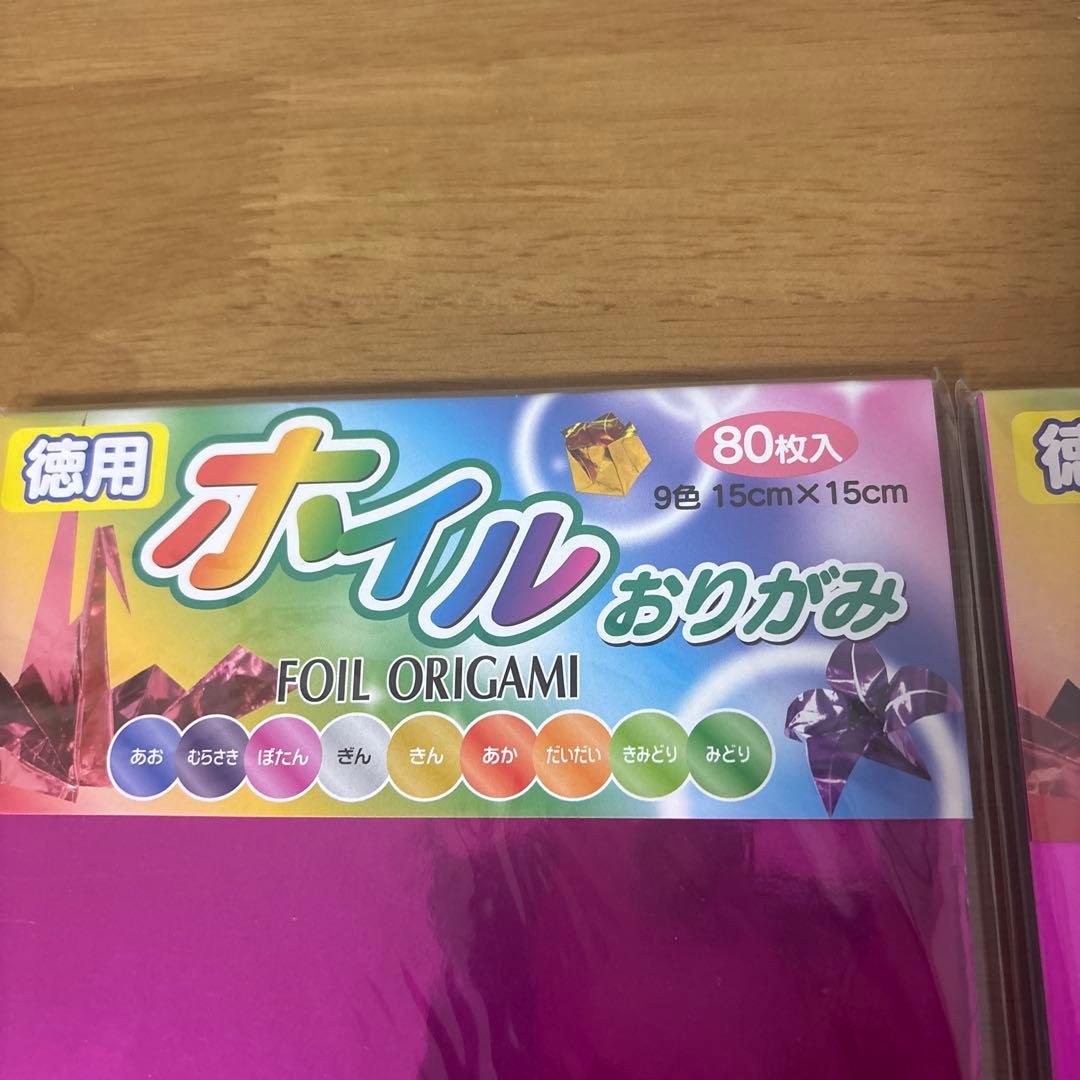 徳用
ホイル
おりがみ
80枚入
9色 15cm×15cm
FOIL ORIGAMI
あお むらさき ぼたん ぎん きん あか だいだい きみどり みどり
徳